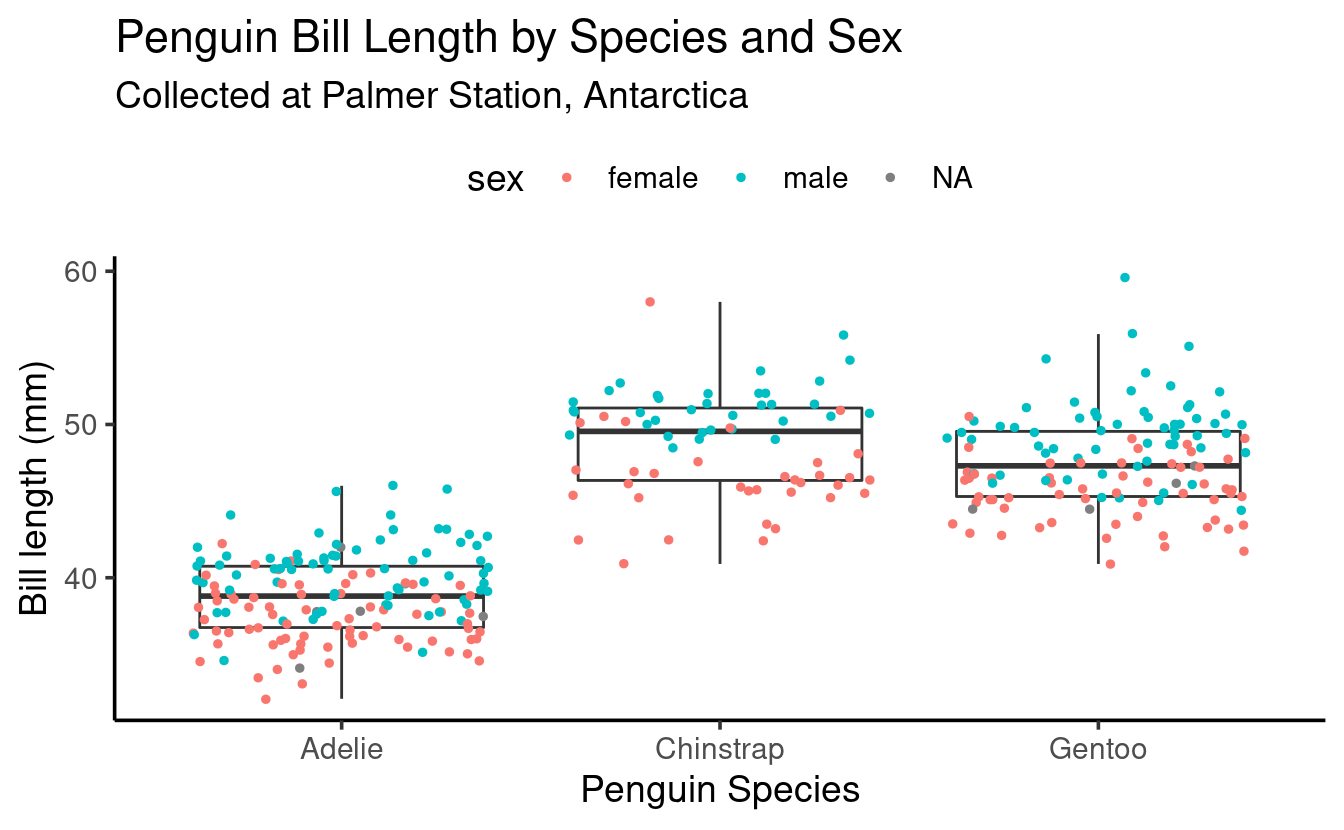 Penguin Bill Length by Species and Sex
Collected at Palmer Station, Antarctica
sex female male NA
Bill length (mm)
60
50
40
Adelie Chinstrap Gentoo
Penguin Species